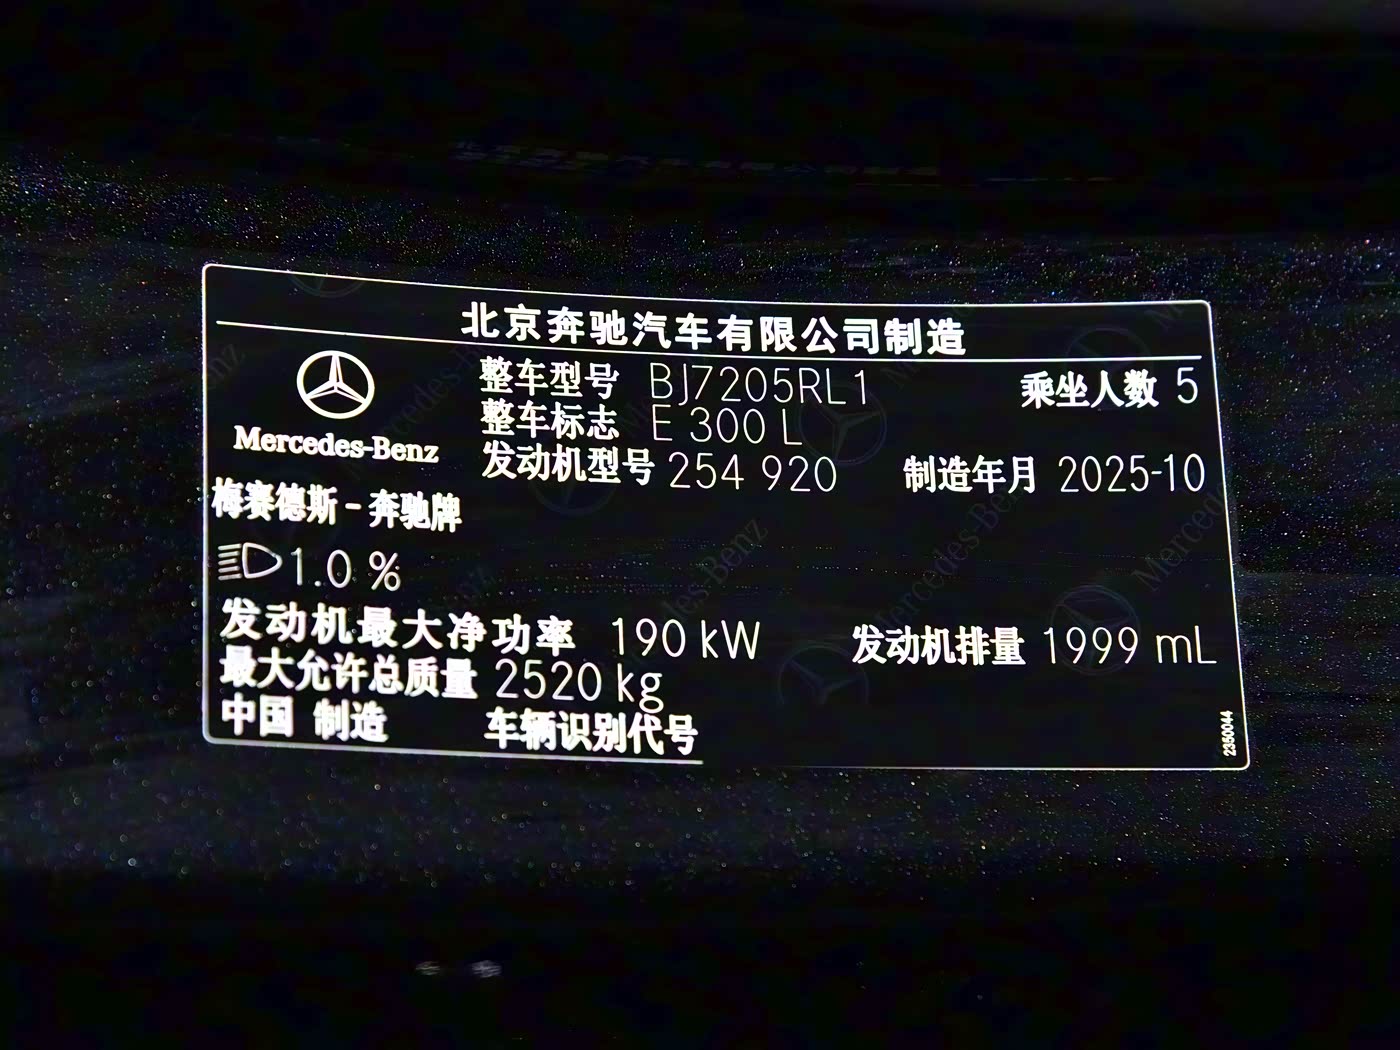 北京奔驰汽车有限公司制造
Mercedes-Benz
整车型号 BJ7205RL1 乘坐人数 5
整车标志 E 300 L
发动机型号 254 920 制造年月 2025-10
梅赛德斯-奔驰牌
1.0 %
发动机最大净功率 190 kW 发动机排量 1999 mL
最大允许总质量 2520 kg
中国 制造 车辆识别代号
2350044